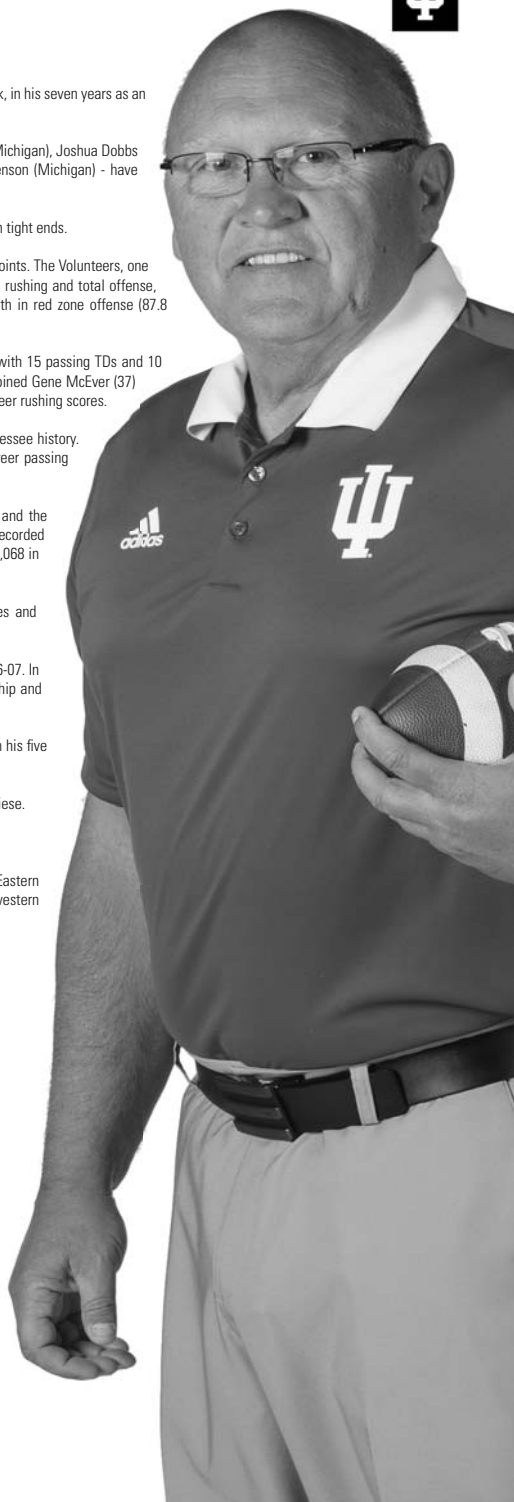 k, in his seven years as an
Michigan), Joshua Dobbs
enson (Michigan) - have
n tight ends.
oints. The Volunteers, one
rushing and total offense,
th in red zone offense (87.8
with 15 passing TDs and 10
oined Gene McEver (37)
eer rushing scores.
essee history.
eer passing
and the
ecorded
,068 in
es and
6-07. In
hip and
n his five
iese.
Eastern
western
adidas
IU